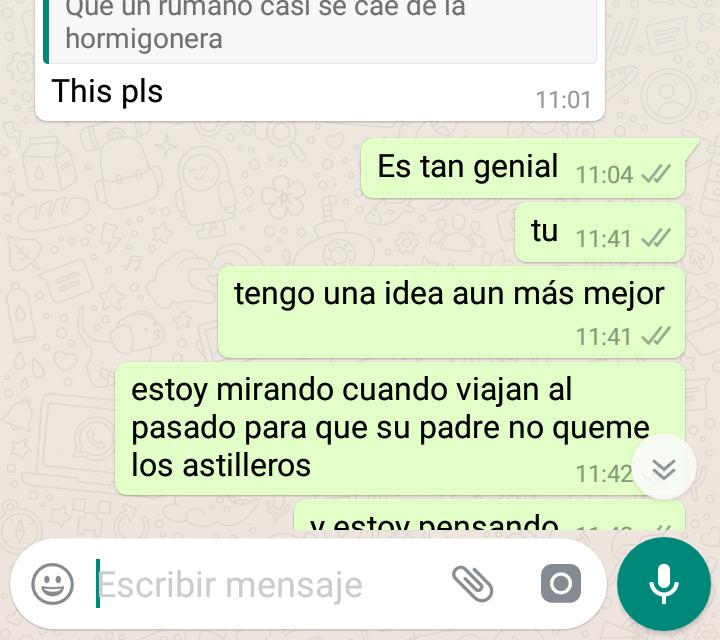 Que un rumano casi se cae de la
hormigonera
This pls
11:01
Es tan genial 11:04
tu 11:41
tengo una idea aun más mejor
11:41
estoy mirando cuando viajan al
pasado para que su padre no queme
los astilleros 11:42
y estoy pensando
Escribir mensaje